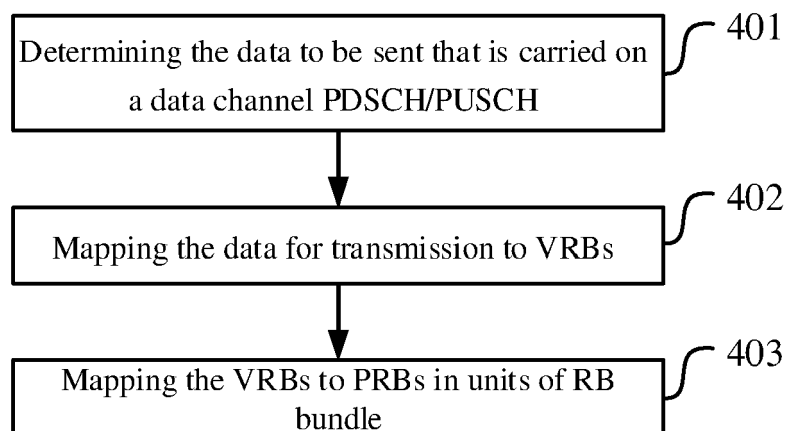 401
Determining the data to be sent that is carried on
a data channel PDSCH/PUSCH
402
Mapping the data for transmission to VRBs
403
Mapping the VRBs to PRBs in units of RB
bundle